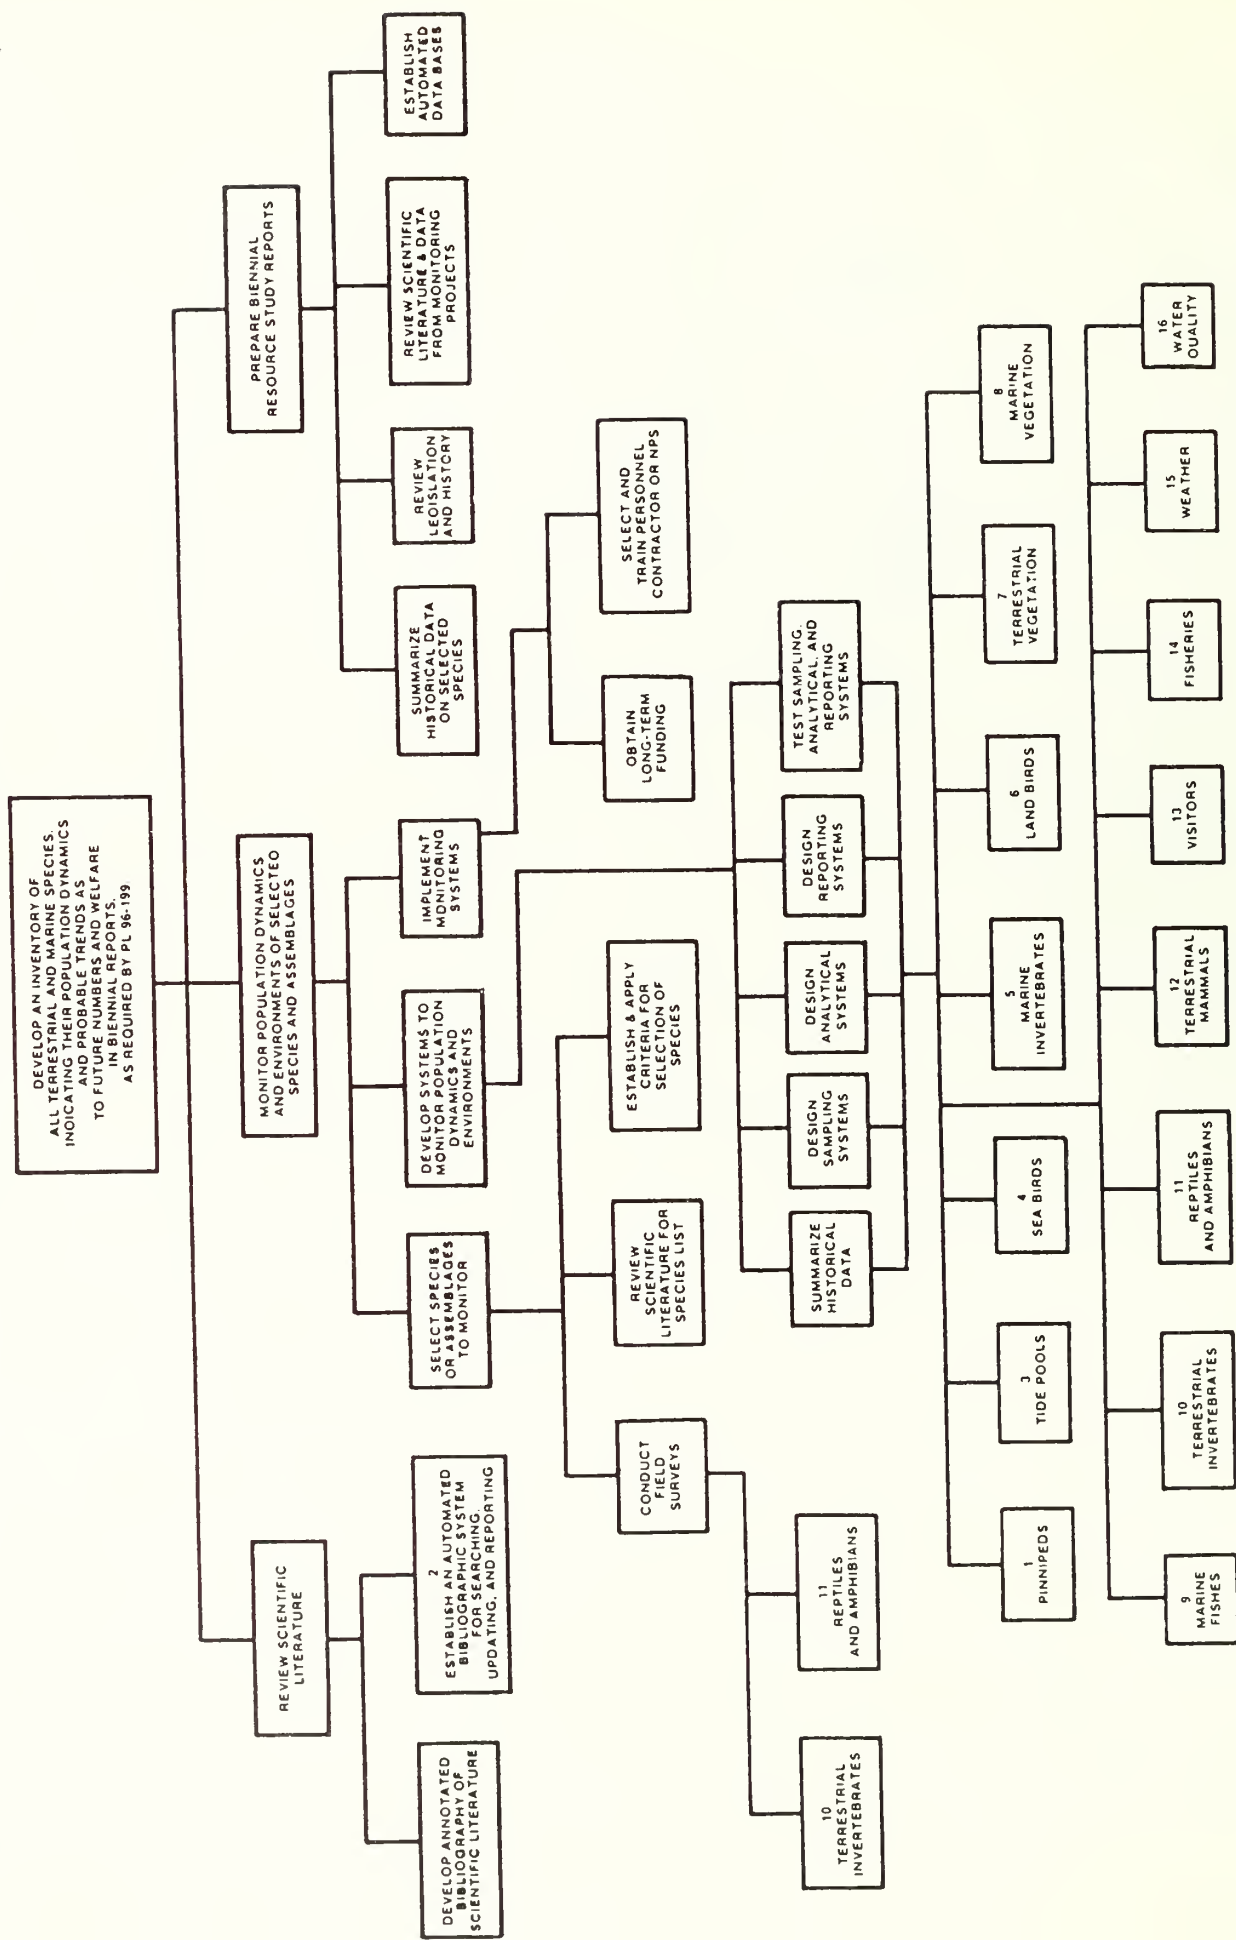 DEVELOP AN INVENTORY OF
ALL TERRESTRIAL AND MARINE SPECIES.
INOICATING THEIR POPULATION DYNAMICS
AND PROBABLE TRENDS AS
TO FUTURE NUMBERS AND WELFARE
IN BIENNIAL REPORTS.
AS REQUIRED BY PL 96-199
REVIEW SCIENTIFIC
LITERATURE
MONITOR POPULATION DYNAMICS
AND ENVIRONMENTS OF SELECTED
SPECIES AND ASSEMBLAGES
PREPARE BIENNIAL
RESOURCE STUDY REPORTS
DEVELOP ANNOTATED
BIBLIOGRAPHY OF
SCIENTIFIC LITERATURE
2
ESTABLISH AN AUTOMATED
BIBLIOGRAPHIC SYSTEM
FOR SEARCHING.
UPDATING, AND REPORTING
SELECT SPECIES
OR ASSEMBLAGES
TO MONITOR
DEVELOP SYSTEMS TO
MONITOR POPULATION
DYNAMICS AND
ENVIRONMENTS
IMPLEMENT
MONITORING
SYSTEMS
SUMMARIZE
HISTORICAL DATA
ON SELECTED
SPECIES
REVIEW
LEOISLATION
AND HISTORY
REVIEW SCIENTIFIC
LITERATURE & DATA
FROM MONITORING
PROJECTS
ESTABLISH
AUTOMATED
DATA BASES
CONDUCT
FIELD
SURVEYS
REVIEW
SCIENTIFIC
LITERATURE FOR
SPECIES LIST
ESTABLISH & APPLY
CRITERIA FOR
SELECTION OF
SPECIES
OBTAIN
LONG-TERM
FUNDING
SELECT AND
TRAIN PERSONNEL
CONTRACTOR OR NPS
10
TERRESTRIAL
INVERTEBRATES
11
REPTILES
AND AMPHIBIANS
SUMMARIZE
HISTORICAL
DATA
DESIGN
SAMPLING
SYSTEMS
DESIGN
ANALYTICAL
SYSTEMS
DESIGN
REPORTING
SYSTEMS
TEST SAMPLING.
ANALYTICAL, AND
REPORTING
SYSTEMS
1
PINNIPEDS
3
TIDE POOLS
4
SEA BIRDS
5
MARINE
INVERTEBRATES
6
LAND BIRDS
7
TERRESTRIAL
VEGETATION
8
MARINE
VEGETATION
9
MARINE
FISHES
10
TERRESTRIAL
INVERTEBRATES
11
REPTILES
AND AMPHIBIANS
12
TERRESTRIAL
MAMMALS
13
VISITORS
14
FISHERIES
15
WEATHER
16
WATER
QUALITY